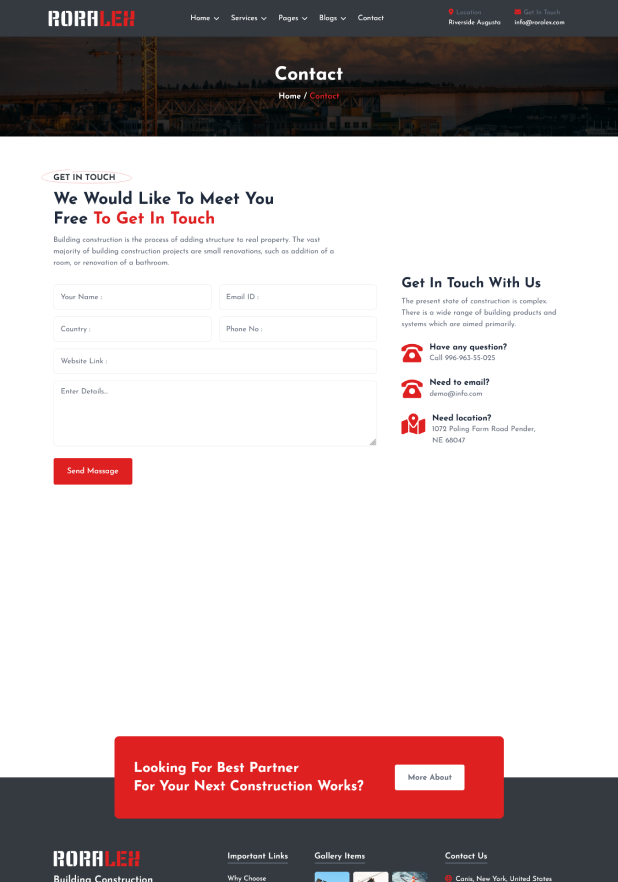 RORALEX
Home Services Pages Blogs Contact
Location
Riverside Augusta
Get In Touch
info@rorolex.com
Contact
Home / Contact
GET IN TOUCH
We Would Like To Meet You
Free To Get In Touch
Building construction is the process of adding structure to real property. The vast
majority of building construction projects are small renovations, such as addition of a
room, or renovation of a bathroom.
Your Name :
Email ID :
Country :
Phone No :
Website Link :
Enter Details...
Send Massage
Get In Touch With Us
The present state of construction is complex.
There is a wide range of building products and
systems which are aimed primarily.
Have any question?
Call 996-963-55-025
Need to email?
demo@info.com
Need location?
1072 Poling Farm Road Pender,
NE 68047
Looking For Best Partner
For Your Next Construction Works?
More About
RORALEX
Building Construction
Important Links
Why Choose
Gallery Items
Contact Us
Canis, New York, United States